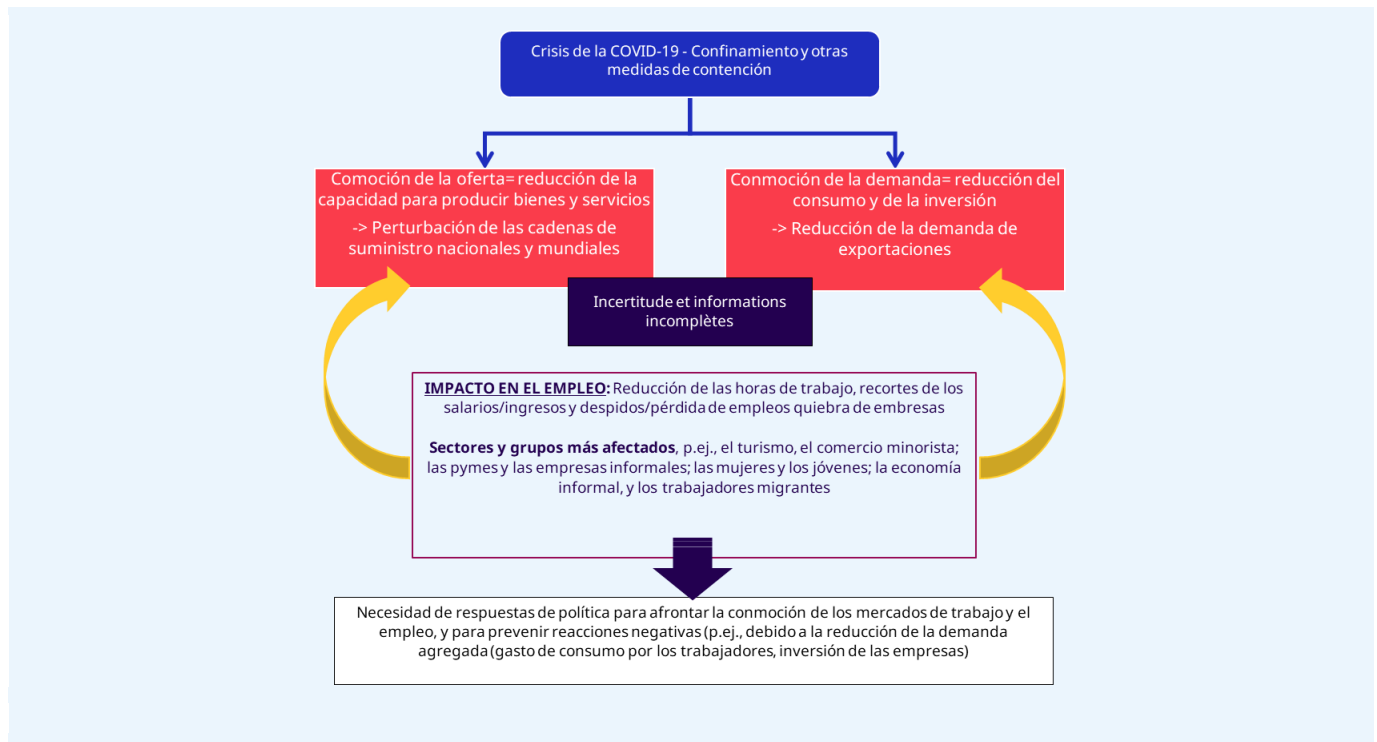 Crisis de la COVID-19 - Confinamiento y otras
medidas de contención
Comoción de la oferta= reducción de la
capacidad para producir bienes y servicios
-> Perturbación de las cadenas de
suministro nacionales y mundiales
Conmoción de la demanda= reducción del
consumo y de la inversión
-> Reducción de la demanda de
exportaciones
Incertitude et informations
incomplètes
IMPACTO EN EL EMPLEO: Reducción de las horas de trabajo, recortes de los
salarios/ingresos y despidos/pérdida de empleos quiebra de embresas
Sectores y grupos más afectados, p.ej., el turismo, el comercio minorista;
las pymes y las empresas informales; las mujeres y los jóvenes; la economía
informal, y los trabajadores migrantes
Necesidad de respuestas de política para afrontar la conmoción de los mercados de trabajo y el
empleo, y para prevenir reacciones negativas (p.ej., debido a la reducción de la demanda
agregada (gasto de consumo por los trabajadores, inversión de las empresas)